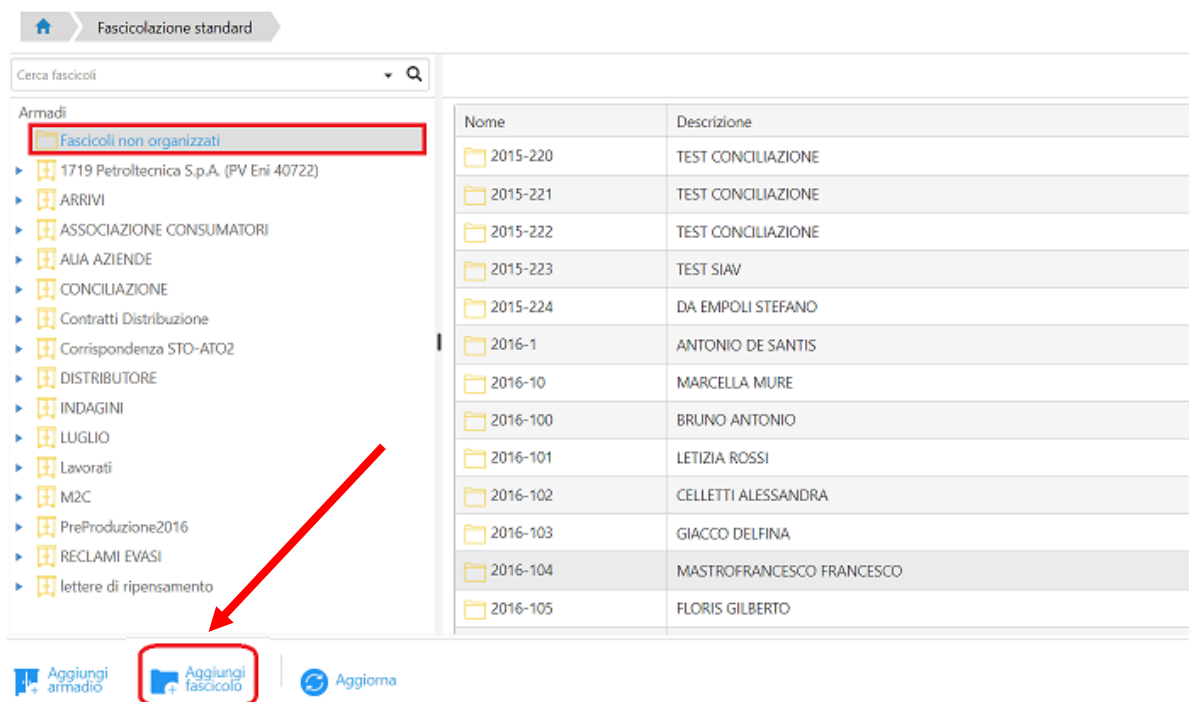 Fascicolazione standard
Cerca fascicoli
Armadi
Fascicoli non organizzati
1719 Petroltecnica S.p.A. (PV Eni 40722)
ARRIVI
ASSOCIAZIONE CONSUMATORI
AUA AZIENDE
CONCILIAZIONE
Contratti Distribuzione
Corrispondenza STO-ATO2
DISTRIBUTORE
INDAGINI
LUGLIO
Lavorati
M2C
PreProduzione2016
RECLAMI EVASI
lettere di ripensamento
Nome Descrizione
2015-220 TEST CONCILIAZIONE
2015-221 TEST CONCILIAZIONE
2015-222 TEST CONCILIAZIONE
2015-223 TEST SIAV
2015-224 DA EMPOLI STEFANO
2016-1 ANTONIO DE SANTIS
2016-10 MARCELLA MURE
2016-100 BRUNO ANTONIO
2016-101 LETIZIA ROSSI
2016-102 CELLETTI ALESSANDRA
2016-103 GIACCO DELFINA
2016-104 MASTROFRANCESCO FRANCESCO
2016-105 FLORIS GILBERTO
Aggiungi
armadio
Aggiungi
fascicolo
Aggiorna